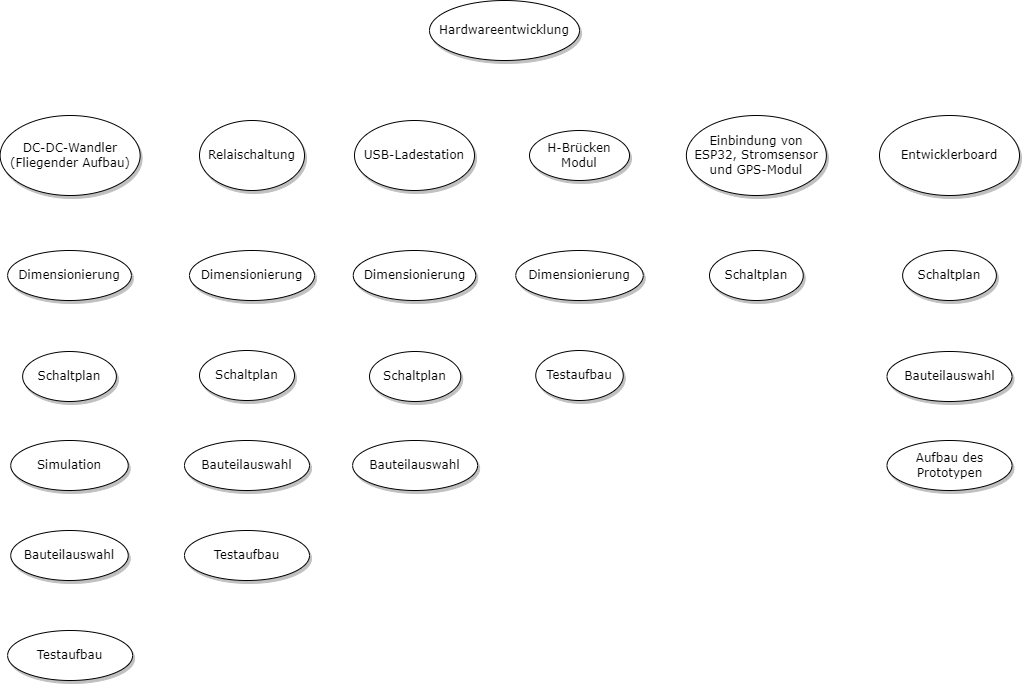 Hardwareentwicklung
DC-DC-Wandler
(Fliegender Aufbau)
Relaischaltung
USB-Ladestation
H-Brücken
Modul
Einbindung von
ESP32, Stromsensor
und GPS-Modul
Entwicklerboard
Dimensionierung
Dimensionierung
Dimensionierung
Dimensionierung
Schaltplan
Schaltplan
Schaltplan
Schaltplan
Schaltplan
Testaufbau
Bauteilauswahl
Simulation
Bauteilauswahl
Bauteilauswahl
Aufbau des
Prototypen
Bauteilauswahl
Testaufbau
Testaufbau